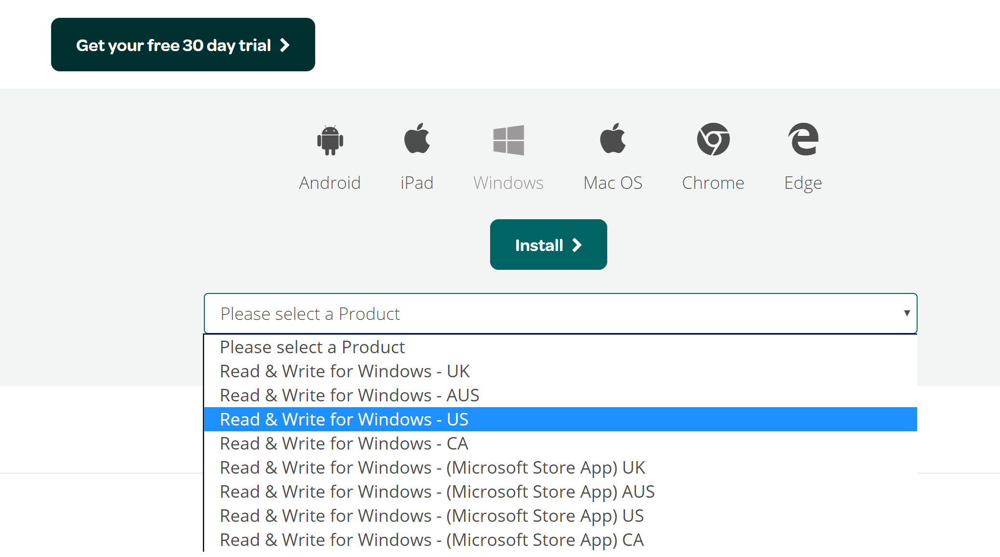 Get your free 30 day trial
Android iPad Windows Mac OS Chrome Edge
Install
Please select a Product
Please select a Product
Read & Write for Windows - UK
Read & Write for Windows - AUS
Read & Write for Windows - US
Read & Write for Windows - CA
Read & Write for Windows - (Microsoft Store App) UK
Read & Write for Windows - (Microsoft Store App) AUS
Read & Write for Windows - (Microsoft Store App) US
Read & Write for Windows - (Microsoft Store App) CA